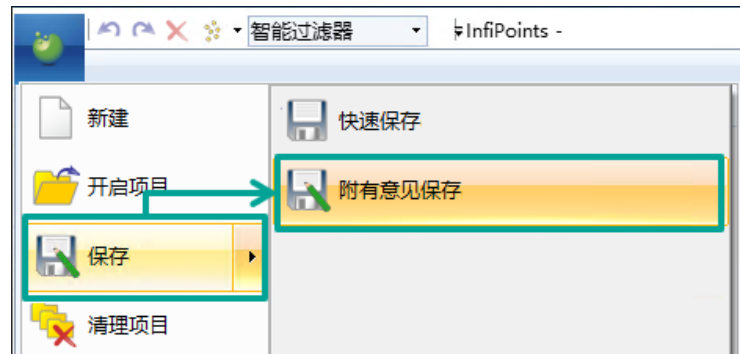 智能过滤器
InfiPoints -
新建
开启项目
保存
清理项目
快速保存
附有意见保存